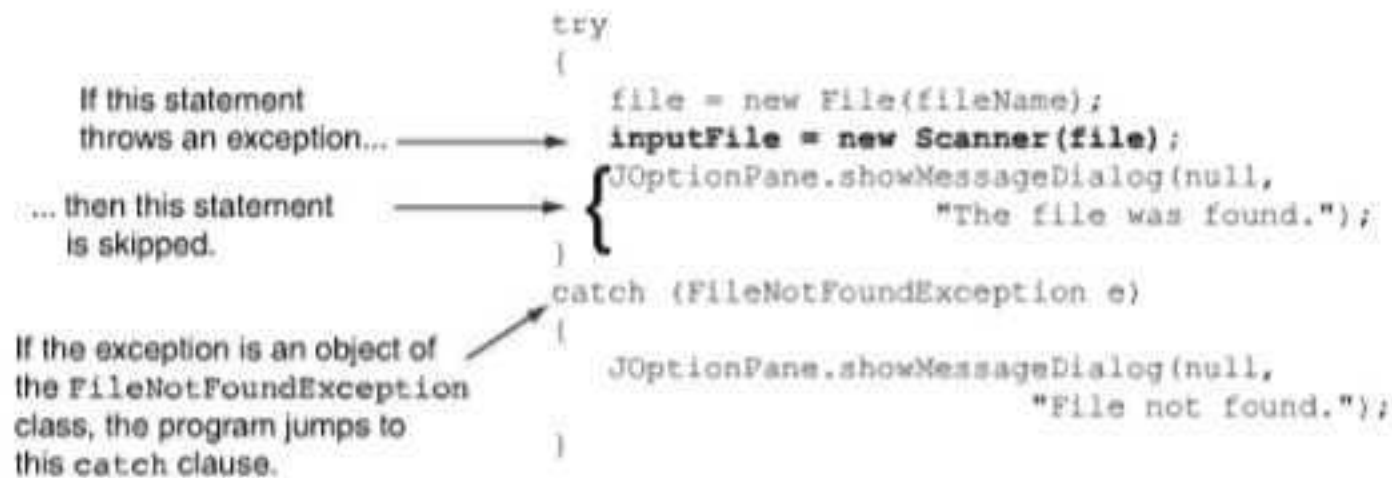 try
{
If this statement
throws an exception...
file = new File(fileName);
inputFile = new Scanner(file);
... then this statement
is skipped.
{
JOptionPane.showMessageDialog(null,
"The file was found.");
}
catch (FileNotFoundException e)
{
If the exception is an object of
the FileNotFoundException
class, the program jumps to
this catch clause.
JOptionPane.showMessageDialog(null,
"File not found.");
}